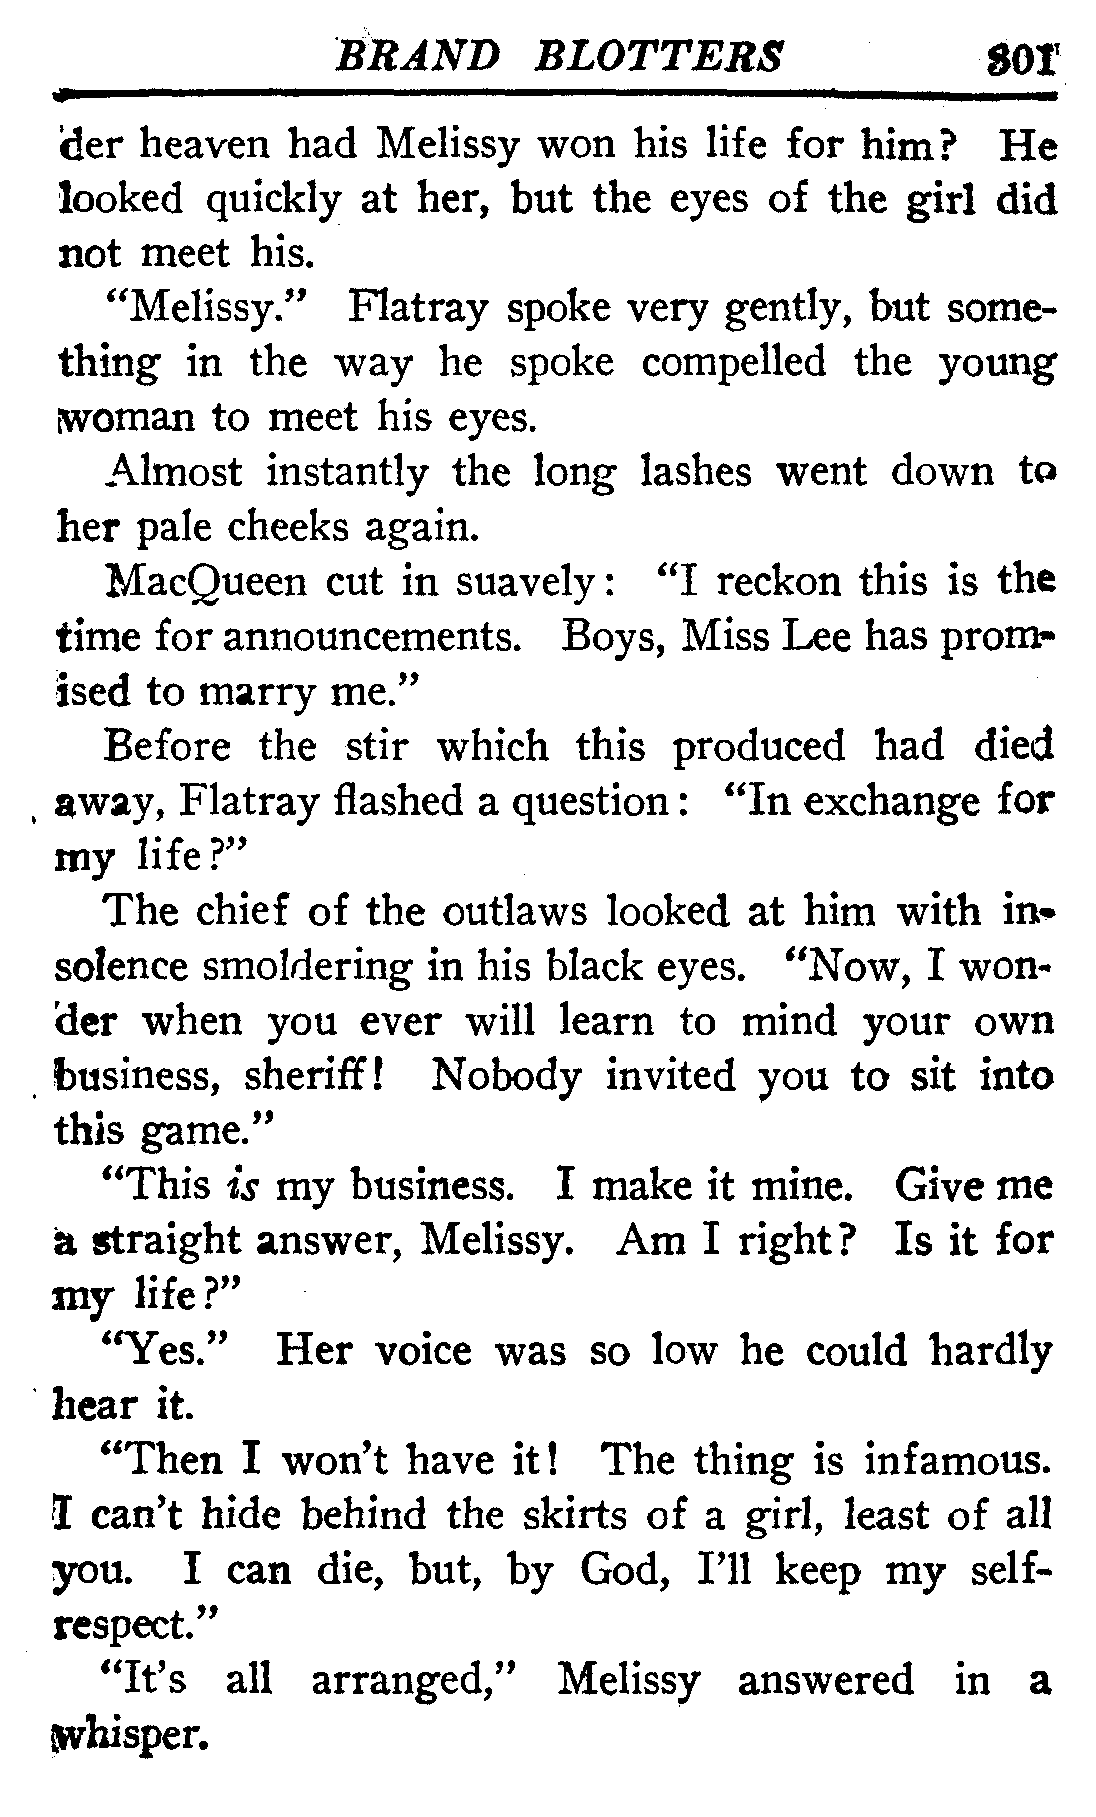 BRAND BLOTTERS 301
der heaven had Melissy won his life for him? He
looked quickly at her, but the eyes of the girl did
not meet his.
“Melissy.” Flatray spoke very gently, but some-
thing in the way he spoke compelled the young
woman to meet his eyes.
Almost instantly the long lashes went down to
her pale cheeks again.
MacQueen cut in suavely: “I reckon this is the
time for announcements. Boys, Miss Lee has prom-
ised to marry me.”
Before the stir which this produced had died
away, Flatray flashed a question: “In exchange for
my life?”
The chief of the outlaws looked at him with in-
solence smoldering in his black eyes. “Now, I won-
der when you ever will learn to mind your own
business, sheriff! Nobody invited you to sit into
this game.”
“This is my business. I make it mine. Give me
a straight answer, Melissy. Am I right? Is it for
my life?”
“Yes.” Her voice was so low he could hardly
hear it.
“Then I won’t have it! The thing is infamous.
I can’t hide behind the skirts of a girl, least of all
you. I can die, but, by God, I’ll keep my self-
respect.”
“It’s all arranged,” Melissy answered in a
whisper.